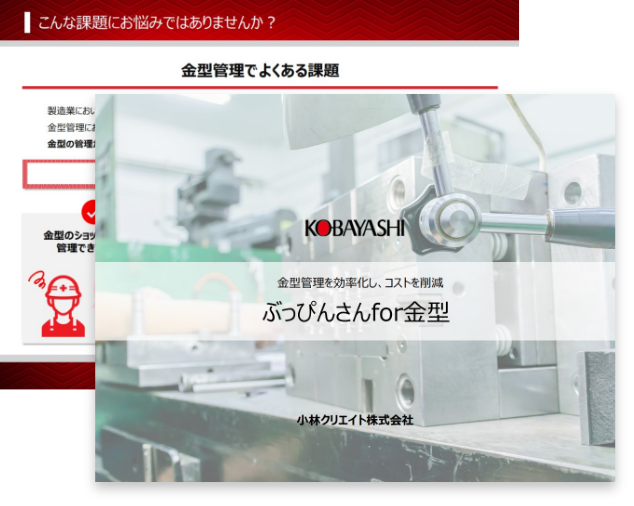 こんな課題にお悩みではありませんか？
金型管理でよくある課題
製造業におい
金型管理に
金型の管理
金型のショッ
管理でき
KOBAYASHI
金型管理を効率化し、コストを削減
ぶっぴんさんfor金型
小林クリエイト株式会社